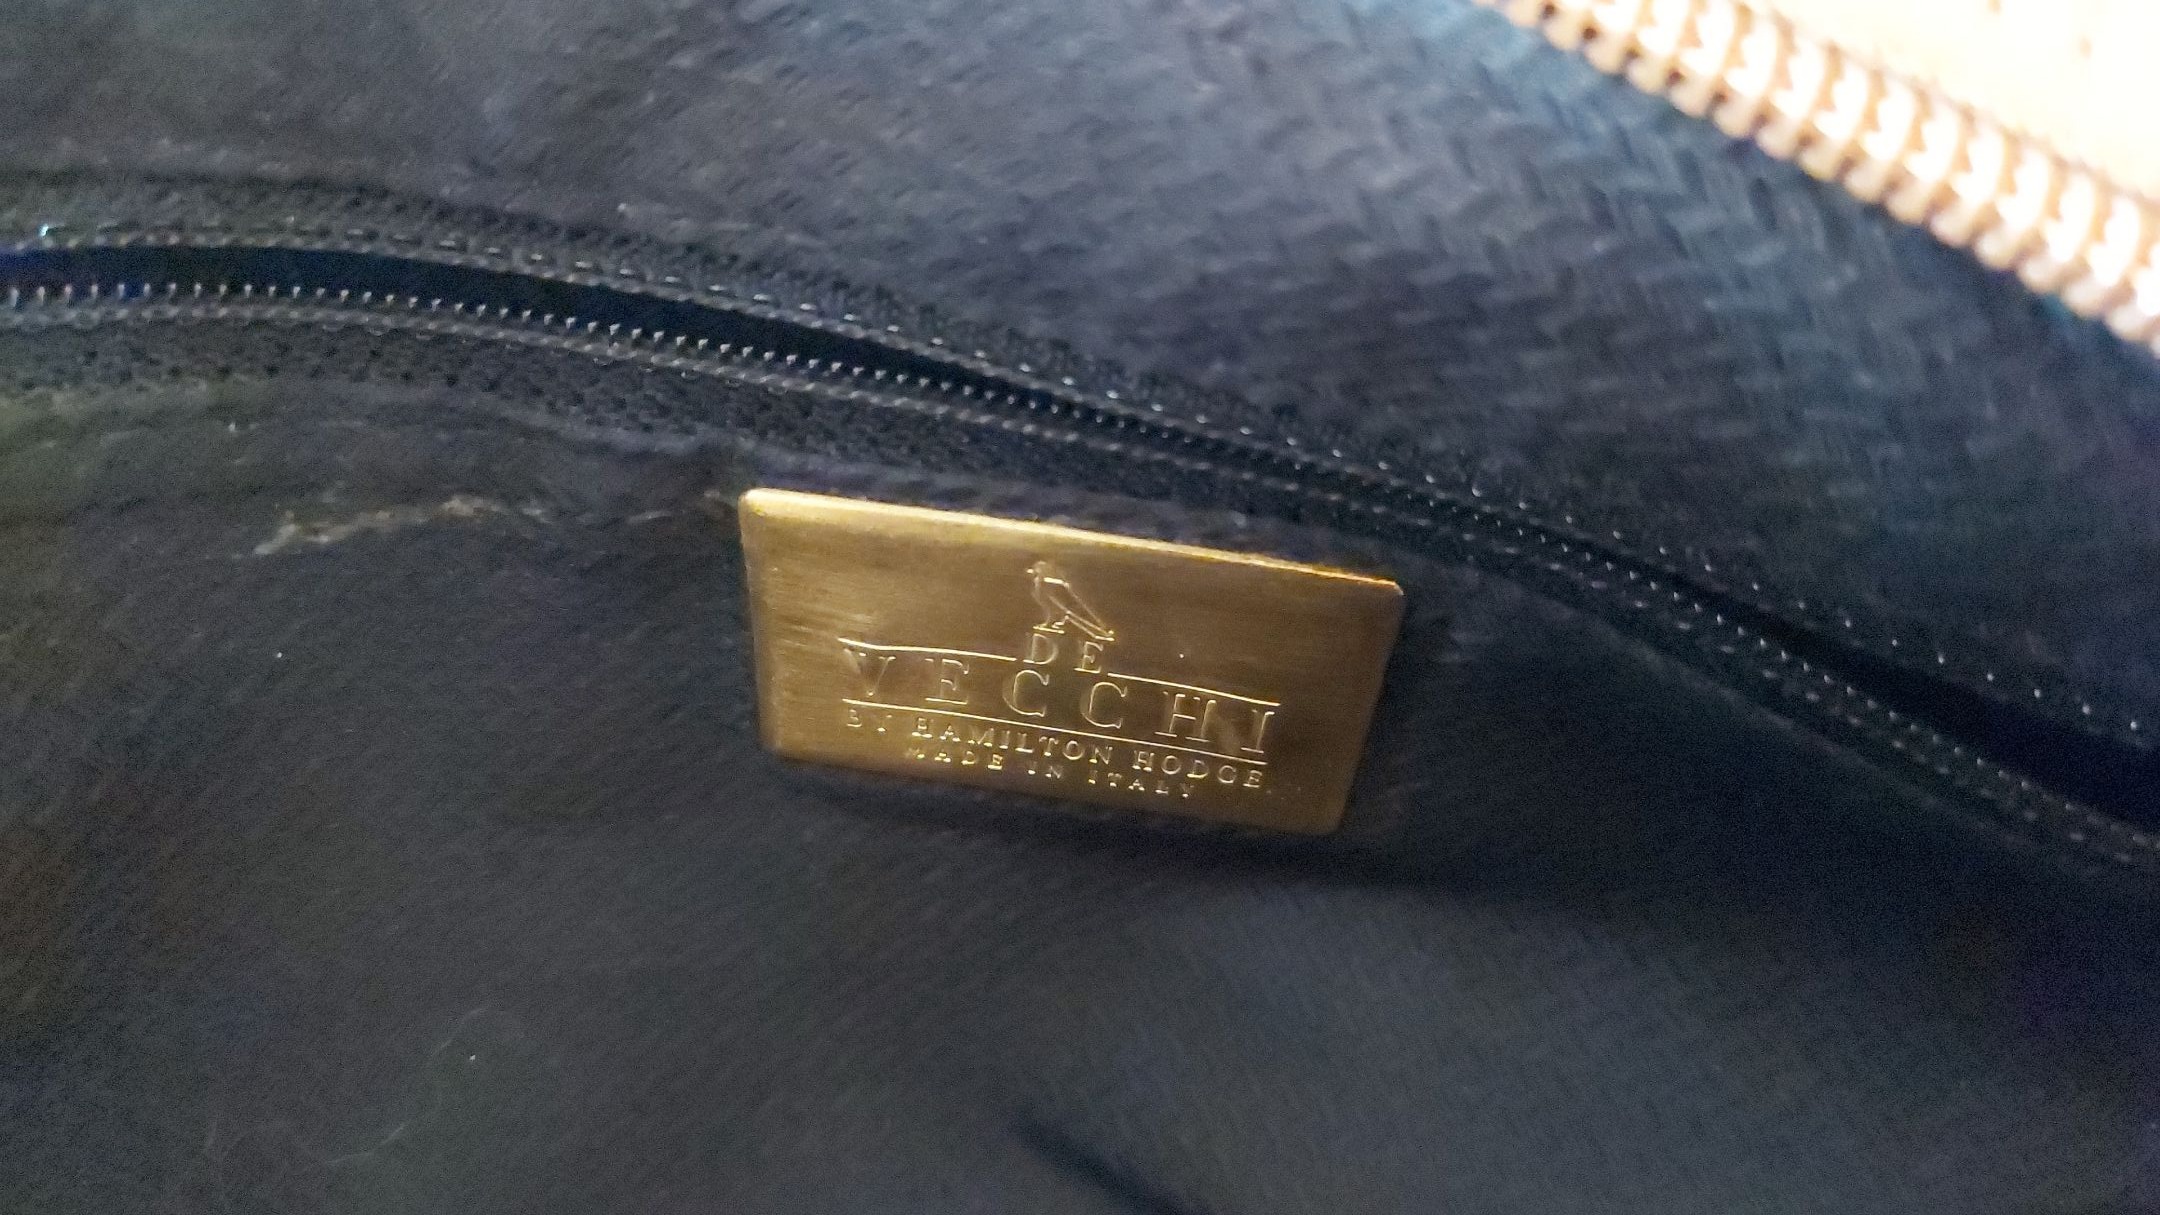 DE
VECCHI
BY HAMILTON HODGE
MADE IN ITALY